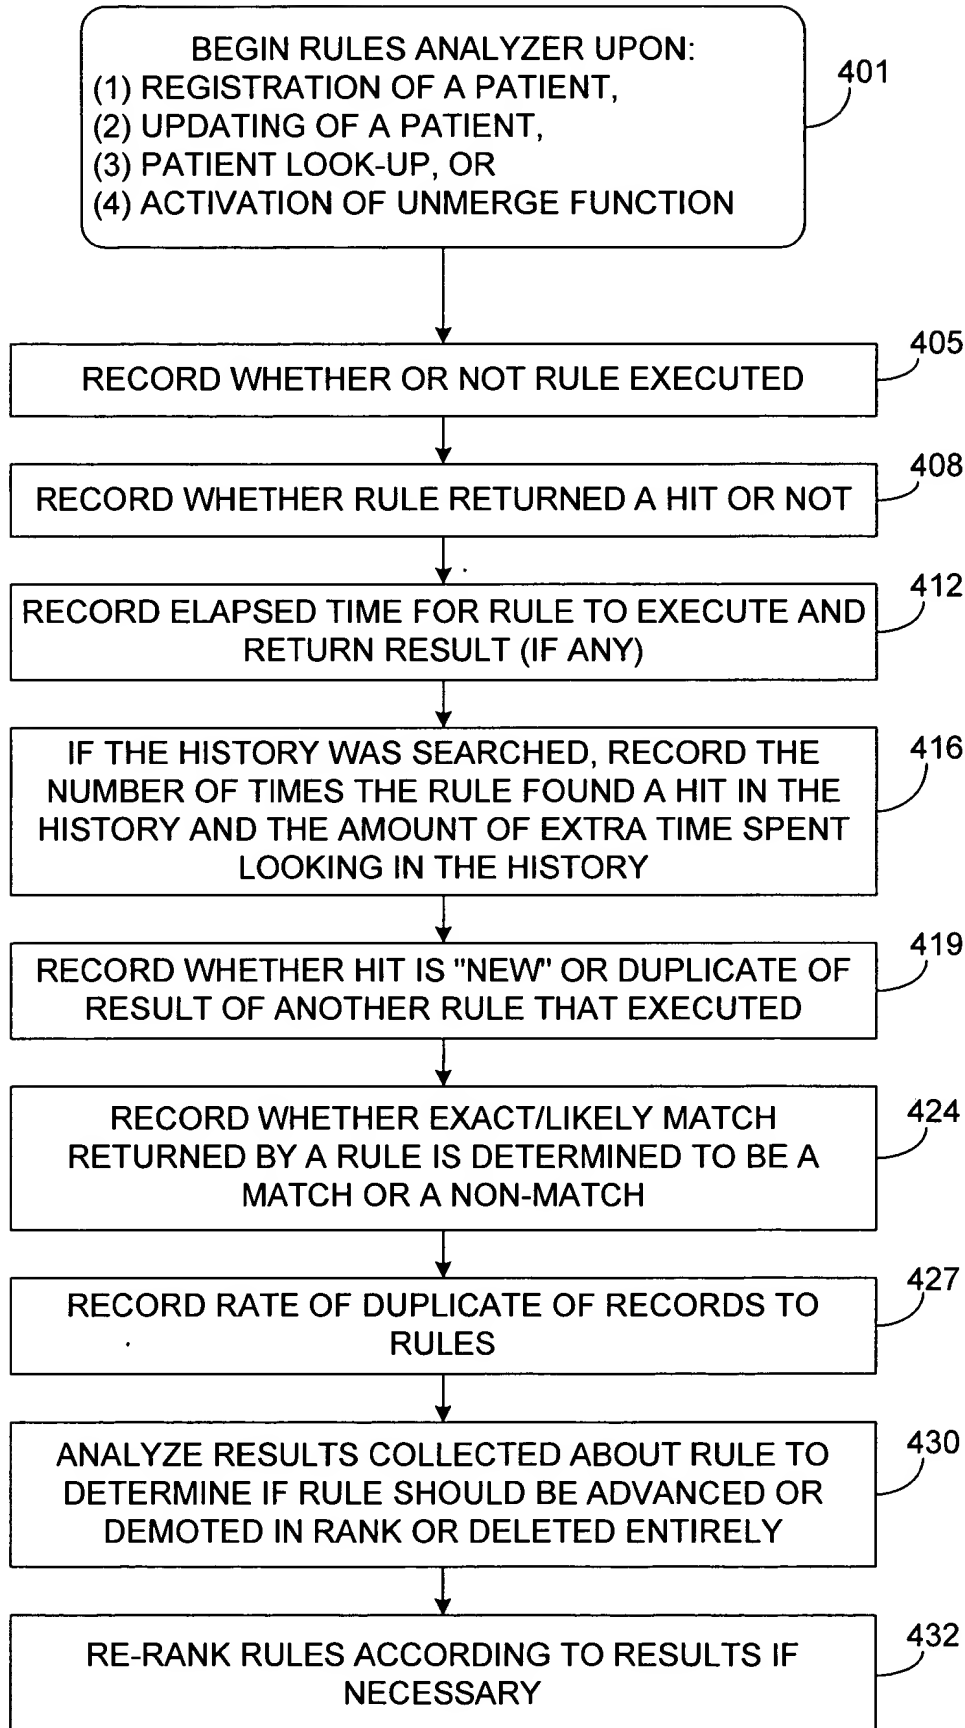 BEGIN RULES ANALYZER UPON:
(1) REGISTRATION OF A PATIENT,
(2) UPDATING OF A PATIENT,
(3) PATIENT LOOK-UP, OR
(4) ACTIVATION OF UNMERGE FUNCTION
401
RECORD WHETHER OR NOT RULE EXECUTED
405
RECORD WHETHER RULE RETURNED A HIT OR NOT
408
RECORD ELAPSED TIME FOR RULE TO EXECUTE AND
RETURN RESULT (IF ANY)
412
IF THE HISTORY WAS SEARCHED, RECORD THE
NUMBER OF TIMES THE RULE FOUND A HIT IN THE
HISTORY AND THE AMOUNT OF EXTRA TIME SPENT
LOOKING IN THE HISTORY
416
RECORD WHETHER HIT IS "NEW" OR DUPLICATE OF
RESULT OF ANOTHER RULE THAT EXECUTED
419
RECORD WHETHER EXACT/LIKELY MATCH
RETURNED BY A RULE IS DETERMINED TO BE A
MATCH OR A NON-MATCH
424
RECORD RATE OF DUPLICATE OF RECORDS TO
RULES
427
ANALYZE RESULTS COLLECTED ABOUT RULE TO
DETERMINE IF RULE SHOULD BE ADVANCED OR
DEMOTED IN RANK OR DELETED ENTIRELY
430
RE-RANK RULES ACCORDING TO RESULTS IF
NECESSARY
432